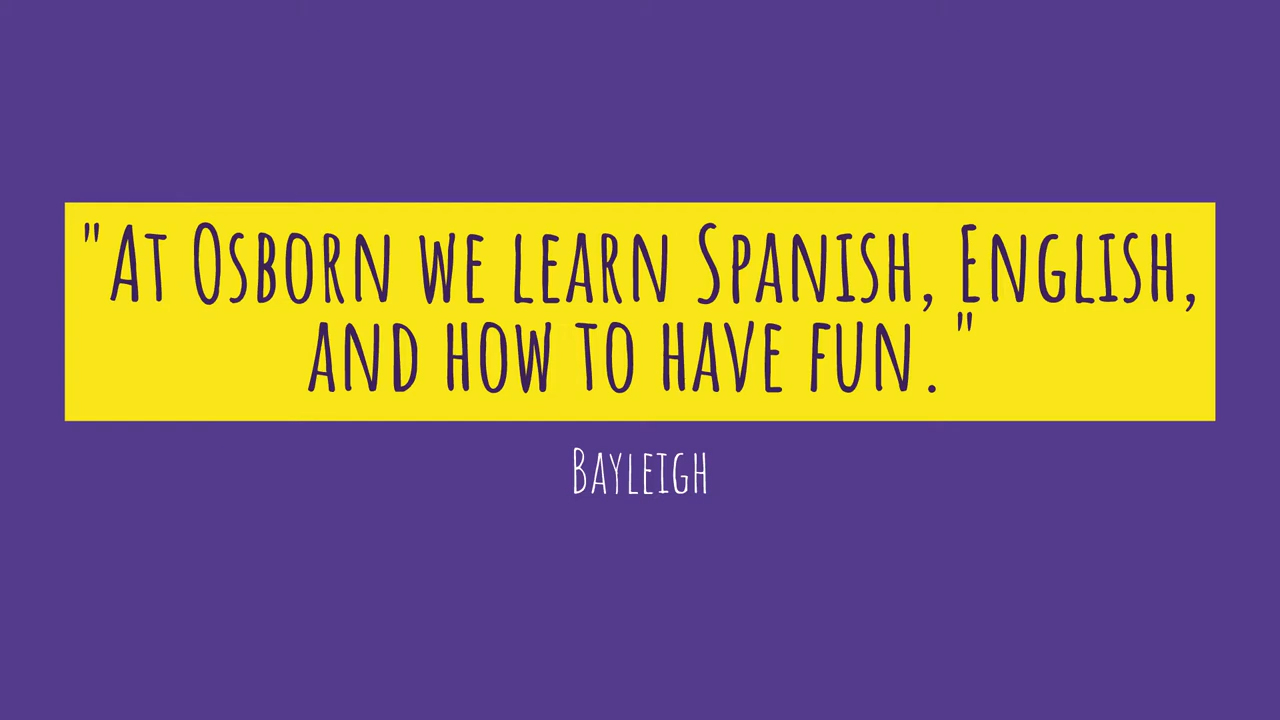 "At Osborn we learn Spanish, English,
and how to have fun."
Bayleigh